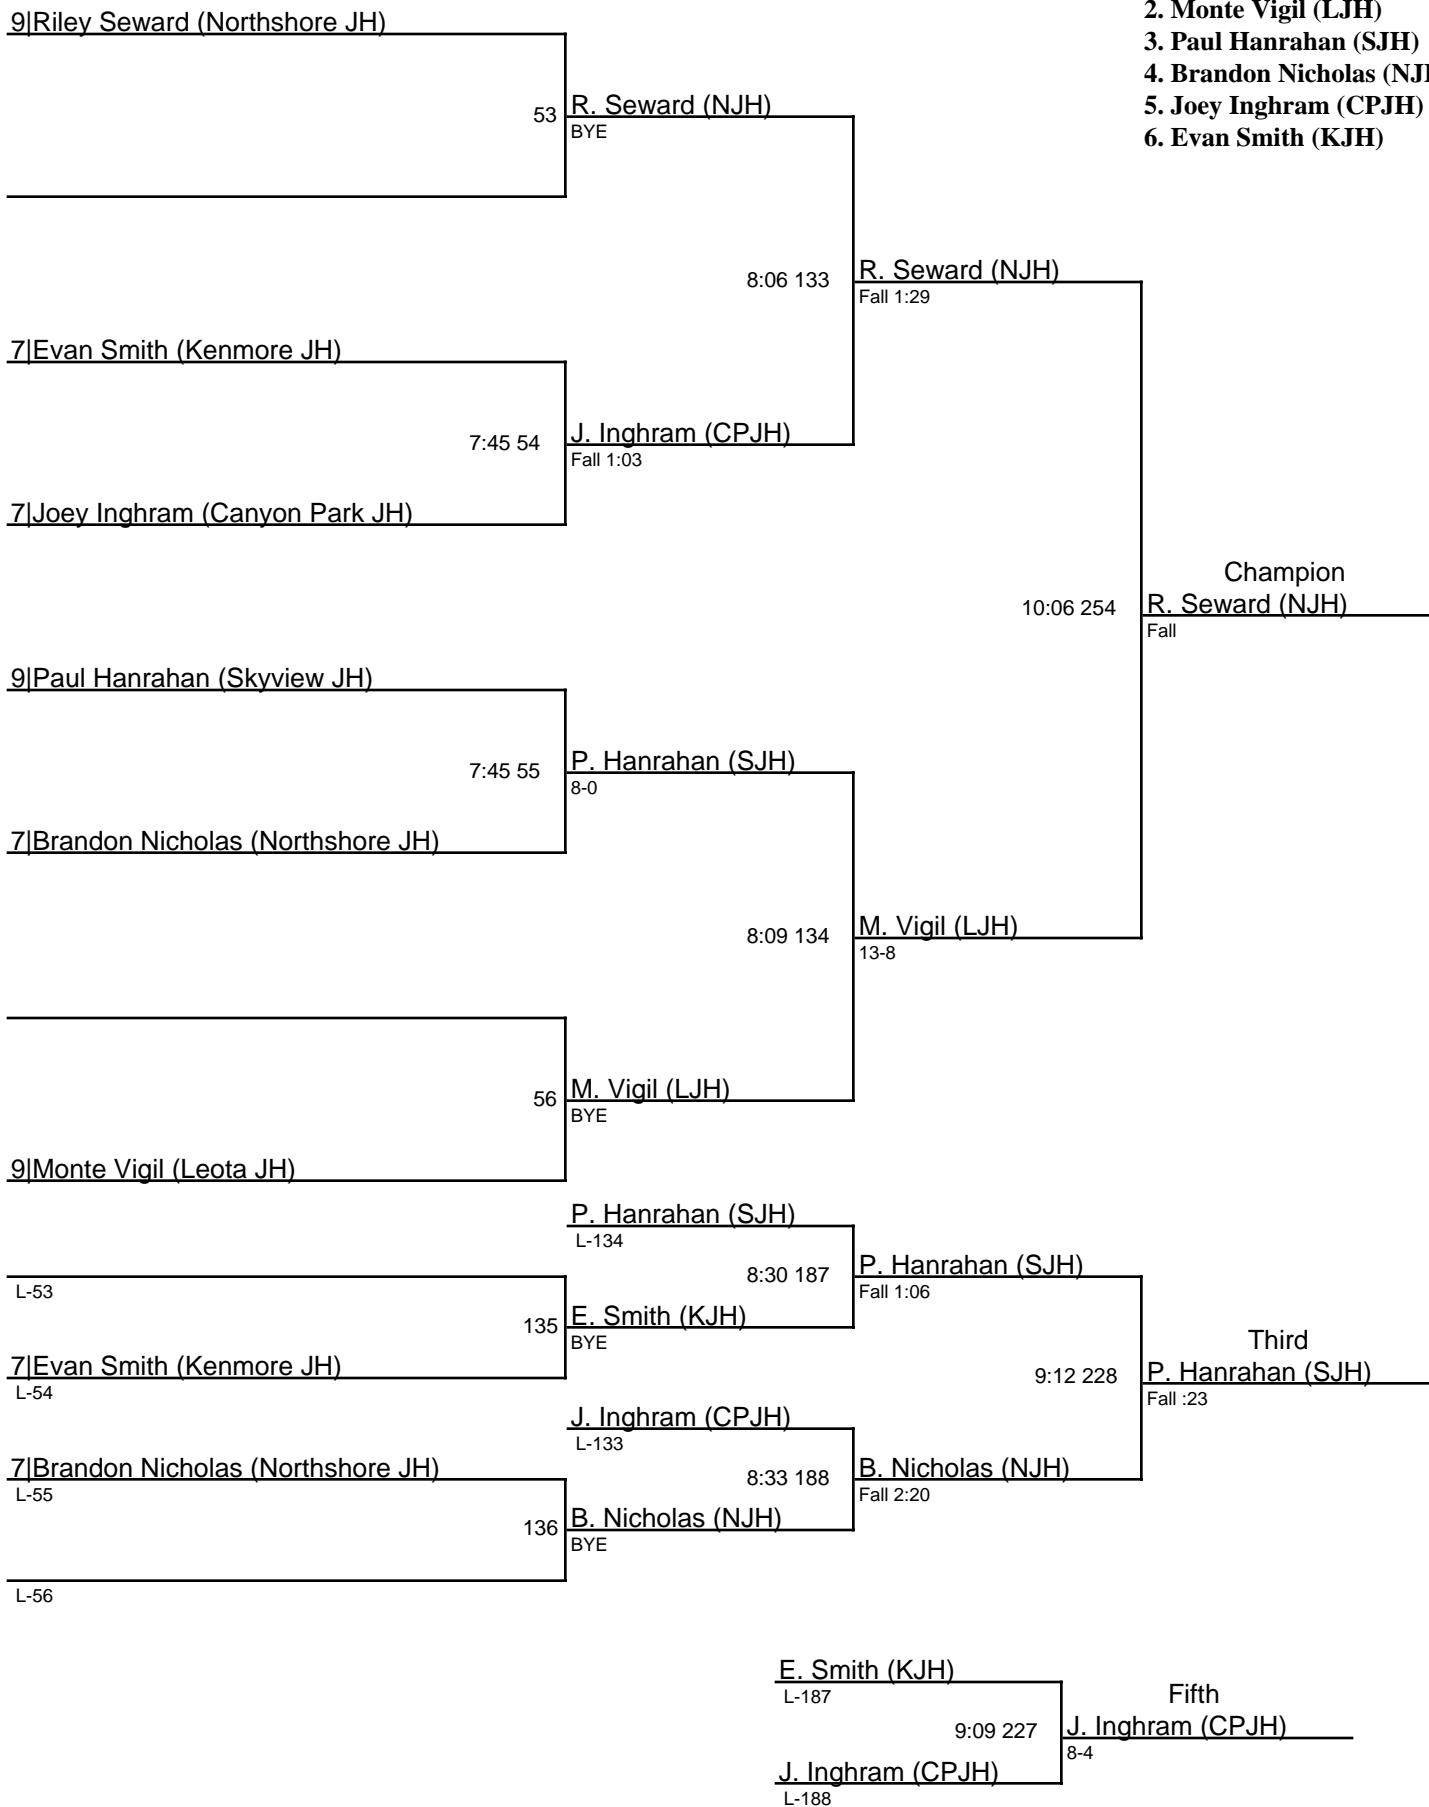 2. Monte Vigil (LJH)
3. Paul Hanrahan (SJH)
4. Brandon Nicholas (NJ
5. Joey Inghram (CPJH)
6. Evan Smith (KJH)
9|Riley Seward (Northshore JH)
53 R. Seward (NJH)
BYE
8:06 133 R. Seward (NJH)
Fall 1:29
7|Evan Smith (Kenmore JH)
7:45 54 J. Inghram (CPJH)
Fall 1:03
7|Joey Inghram (Canyon Park JH)
Champion
10:06 254 R. Seward (NJH)
Fall
9|Paul Hanrahan (Skyview JH)
7:45 55 P. Hanrahan (SJH)
8-0
7|Brandon Nicholas (Northshore JH)
8:09 134 M. Vigil (LJH)
13-8
56 M. Vigil (LJH)
BYE
9|Monte Vigil (Leota JH)
P. Hanrahan (SJH)
L-134
8:30 187 P. Hanrahan (SJH)
Fall 1:06
L-53
135 E. Smith (KJH)
BYE
7|Evan Smith (Kenmore JH)
L-54
Third
9:12 228 P. Hanrahan (SJH)
Fall :23
J. Inghram (CPJH)
L-133
7|Brandon Nicholas (Northshore JH)
L-55
8:33 188 B. Nicholas (NJH)
Fall 2:20
136 B. Nicholas (NJH)
BYE
L-56
E. Smith (KJH)
L-187
Fifth
9:09 227 J. Inghram (CPJH)
8-4
J. Inghram (CPJH)
L-188